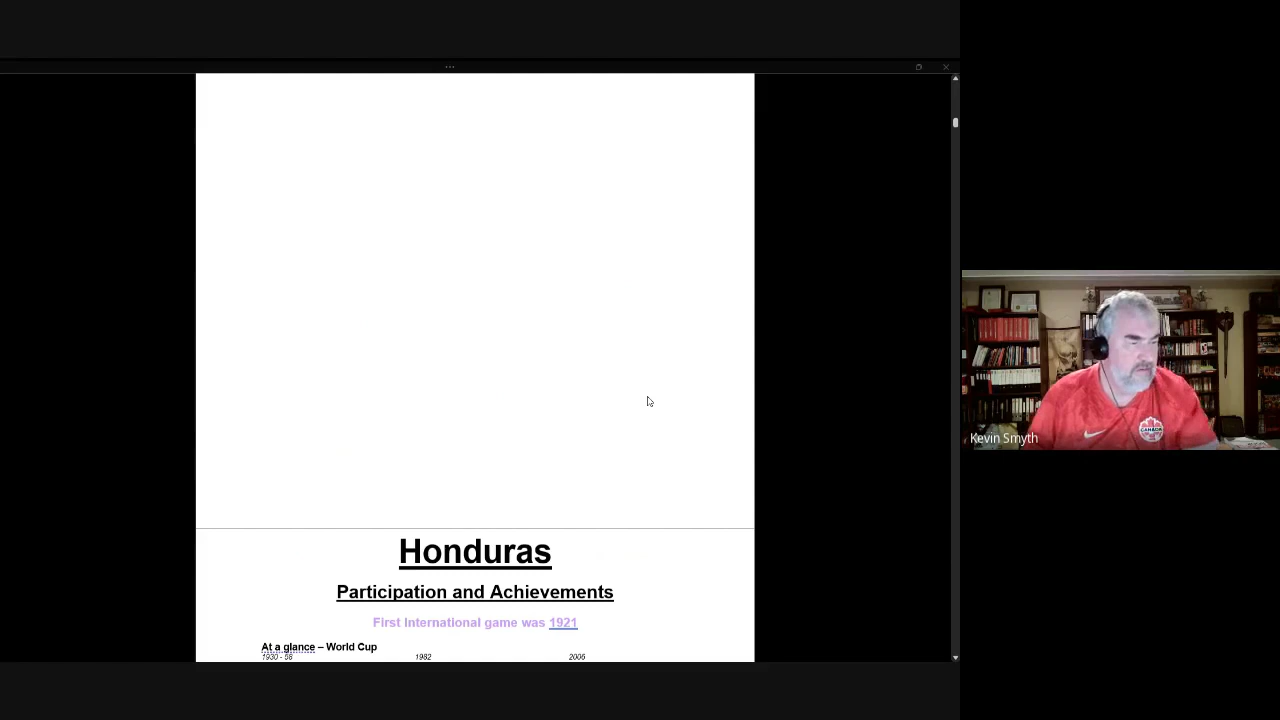 Honduras
Participation and Achievements
First International game was 1921
At a glance – World Cup
1930 - 58 1982 2006
CANADA
Kevin Smyth